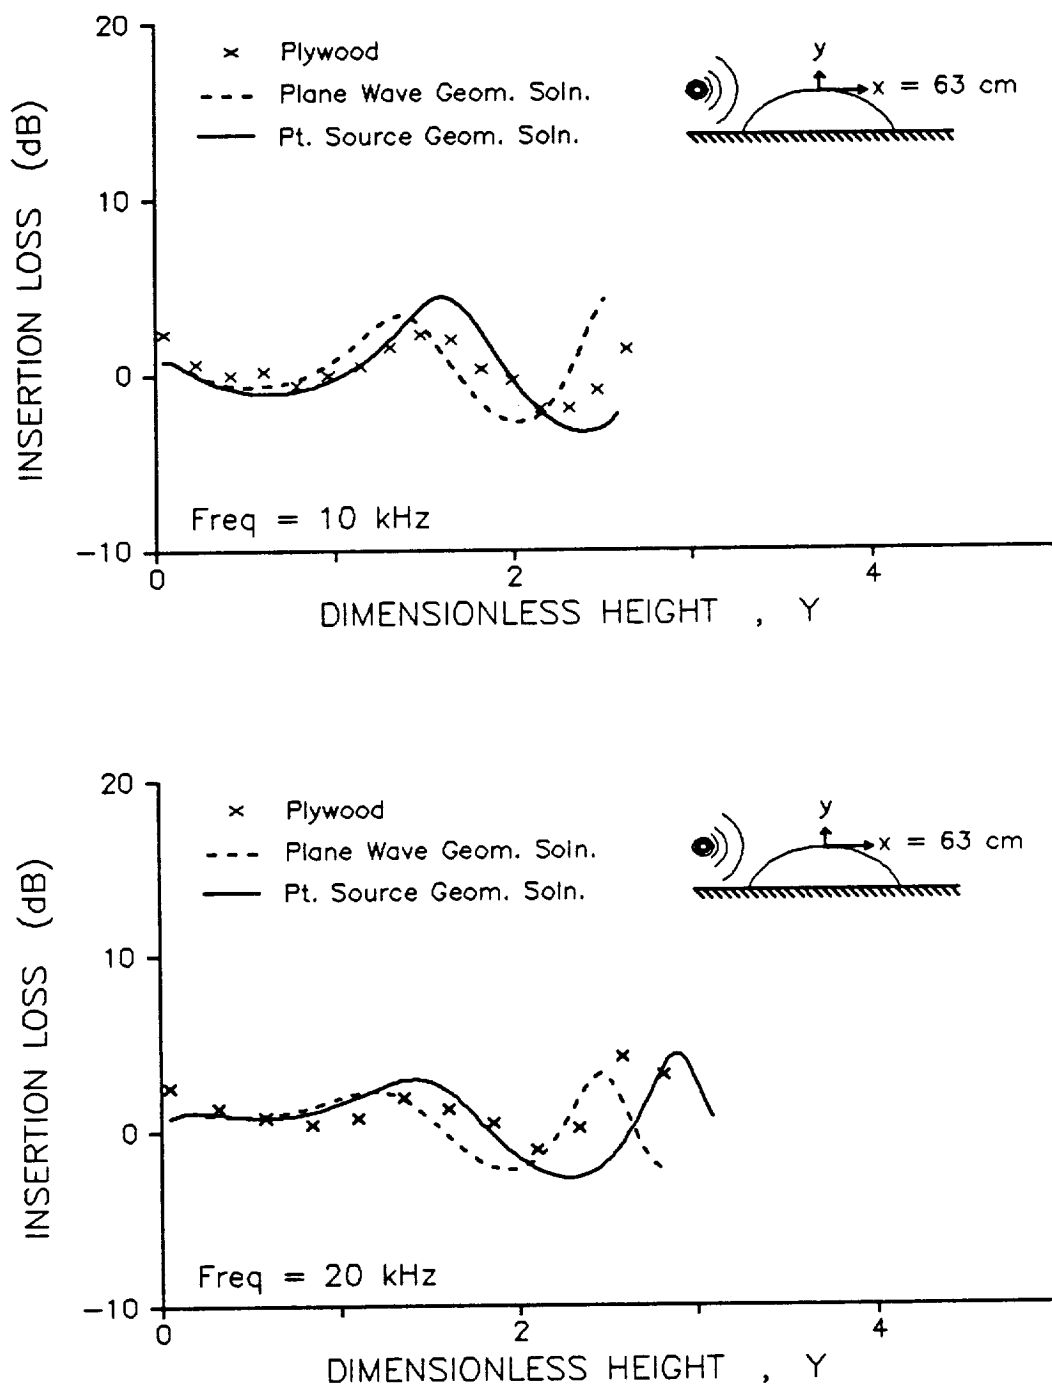 20
× Plywood
Plane Wave Geom. Soln.
Pt. Source Geom. Soln.
y
x = 63 cm
10
0
-10
INSERTION LOSS (dB)
Freq = 10 kHz
0 2 4
DIMENSIONLESS HEIGHT , Y
20
× Plywood
Plane Wave Geom. Soln.
Pt. Source Geom. Soln.
y
x = 63 cm
10
0
-10
INSERTION LOSS (dB)
Freq = 20 kHz
0 2 4
DIMENSIONLESS HEIGHT , Y